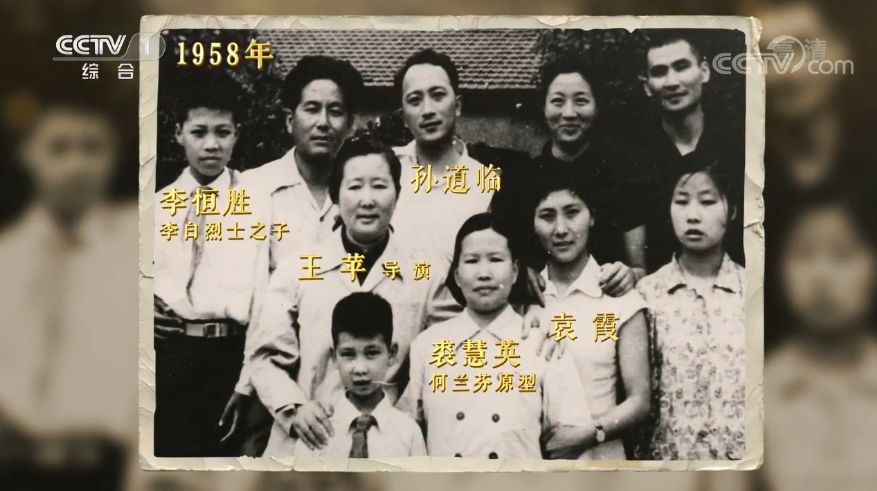 CCTV 1
综合
1958年
高清
CCTV.com
孙道临
李恒胜
李白烈士之子
王苹 导演
袁霞
裘慧英
何兰芬原型